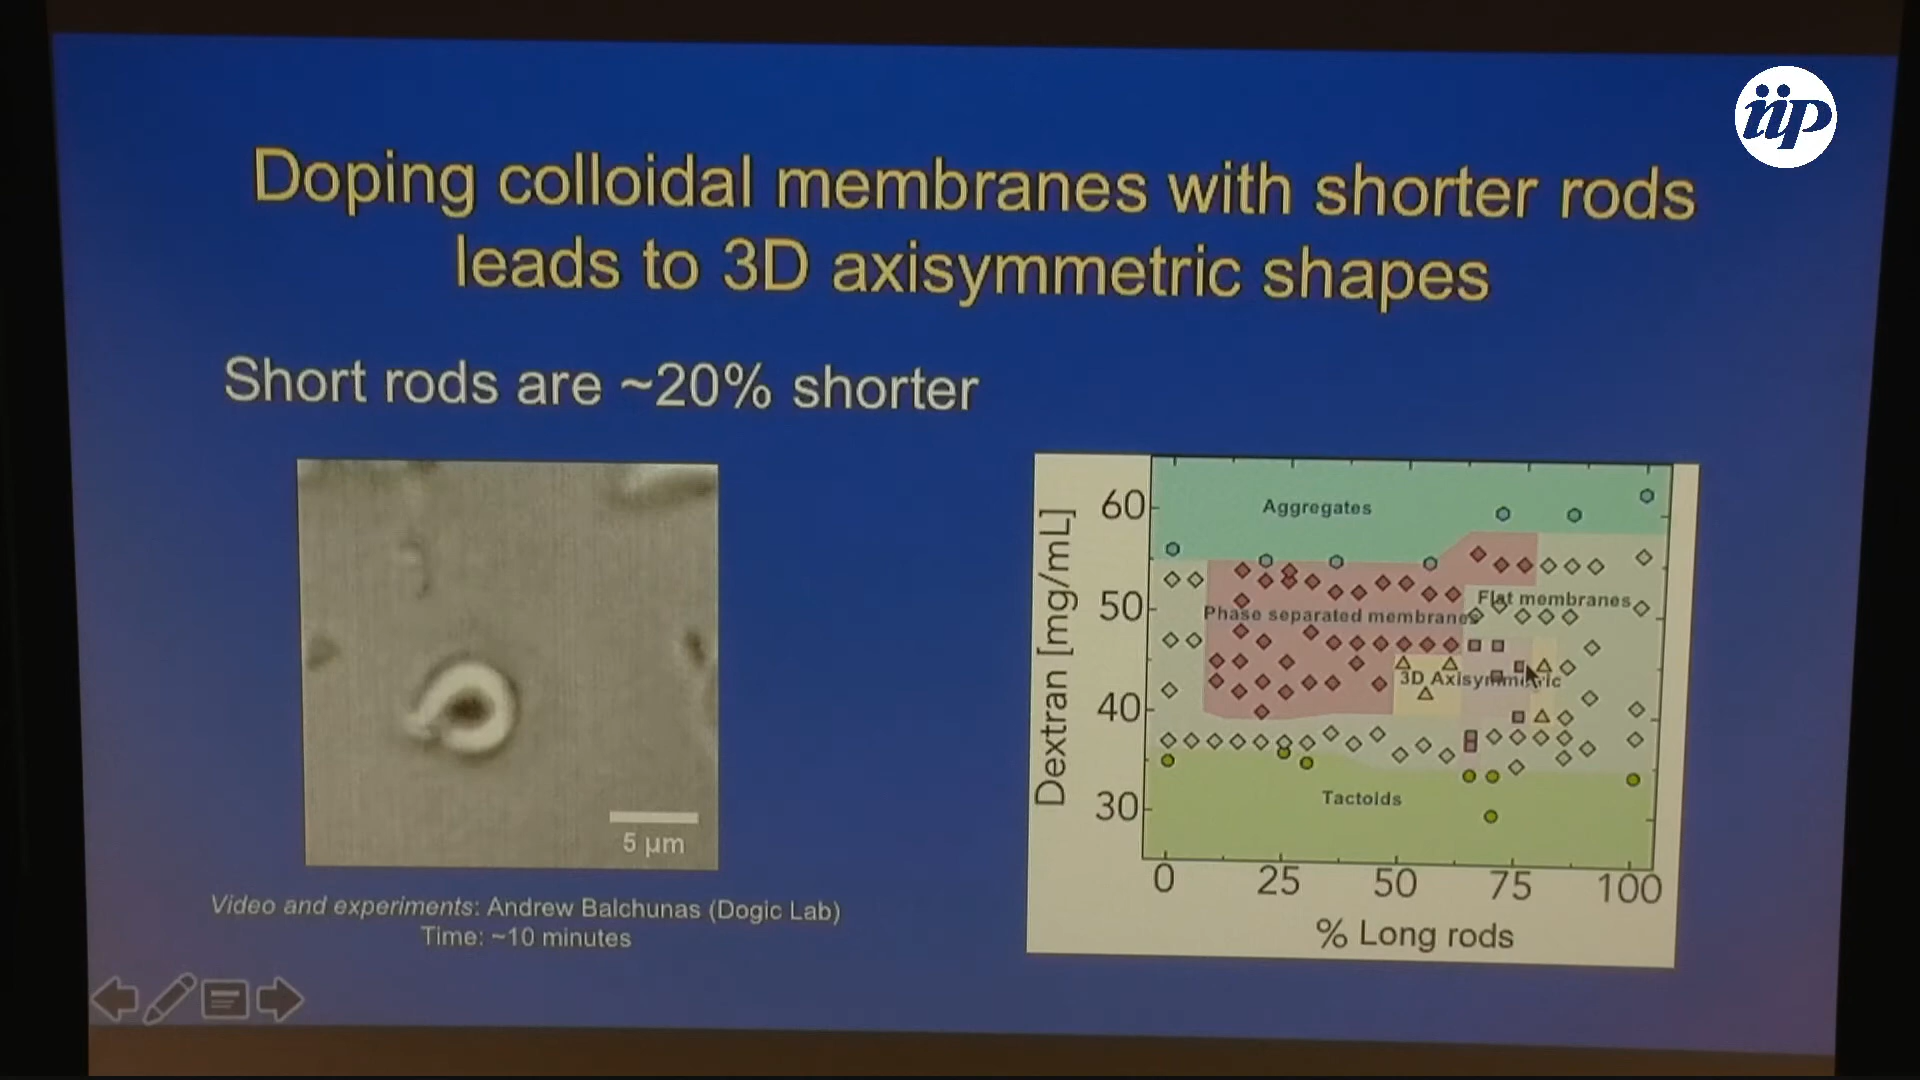 iip
Doping colloidal membranes with shorter rods
leads to 3D axisymmetric shapes
Short rods are ~20% shorter
5 µm
Video and experiments: Andrew Balchunas (Dogic Lab)
Time: ~10 minutes
Dextran [mg/mL]
60
50
40
30
Aggregates
Phase separated membranes
Flat membranes
3D Axisymmetric
Tactoids
0 25 50 75 100
% Long rods